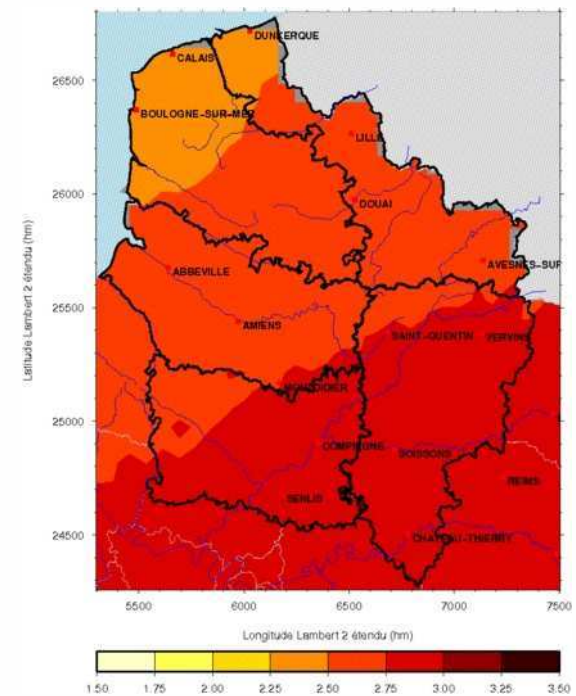 DUNKERQUE
CALAIS
BOULOGNE-SUR-MER
LILLE
DOUAI
AVESNES-SUR
ABBEVILLE
AMIENS
SAINT-QUENTIN
VERVINS
MONTDIDIER
COMPIEGNE
SOISSONS
SENLIS
REIMS
CHATEAU-THIERRY
26500
26000
25500
25000
24500
Latitude Lambert 2 étendu (hm)
5500 6000 6500 7000 7500
Longitude Lambert 2 étendu (hm)
1.50 1.75 2.00 2.25 2.50 2.75 3.00 3.25 3.50